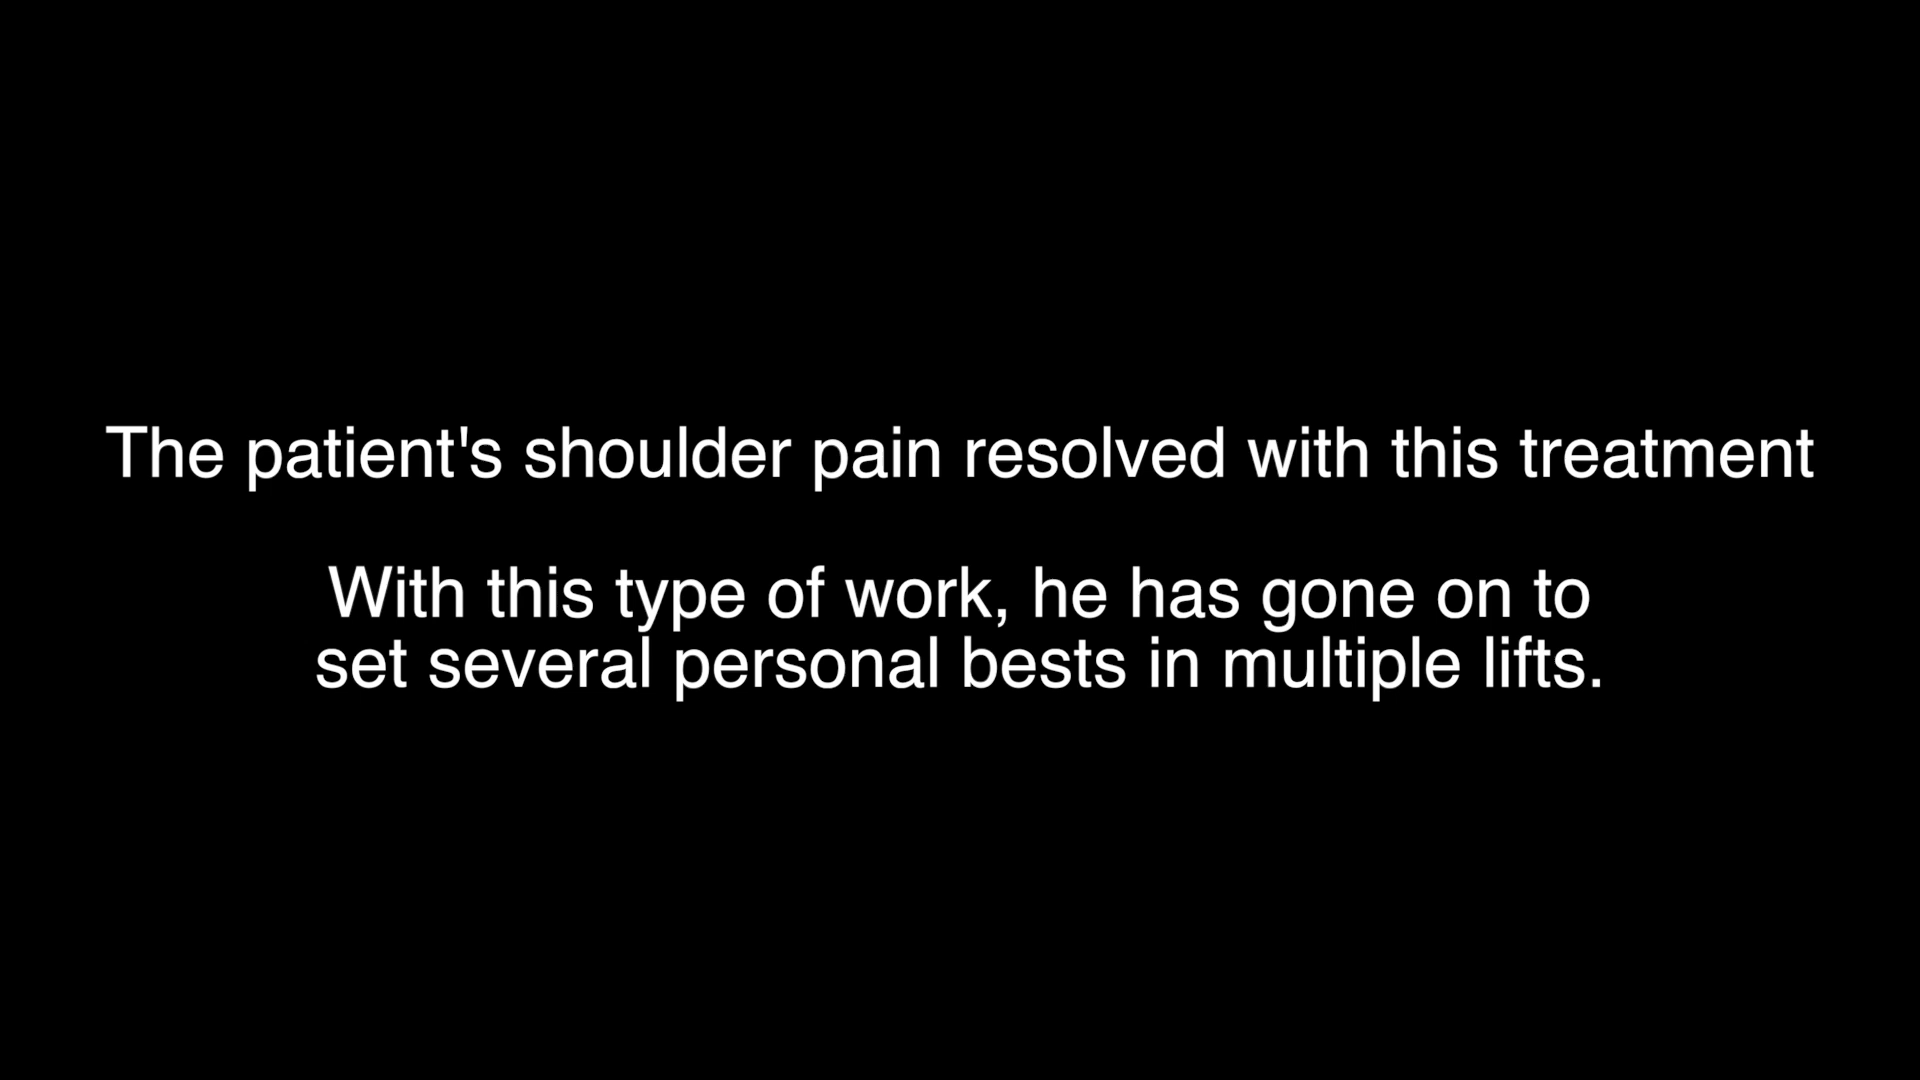 The patient's shoulder pain resolved with this treatment
With this type of work, he has gone on to
set several personal bests in multiple lifts.